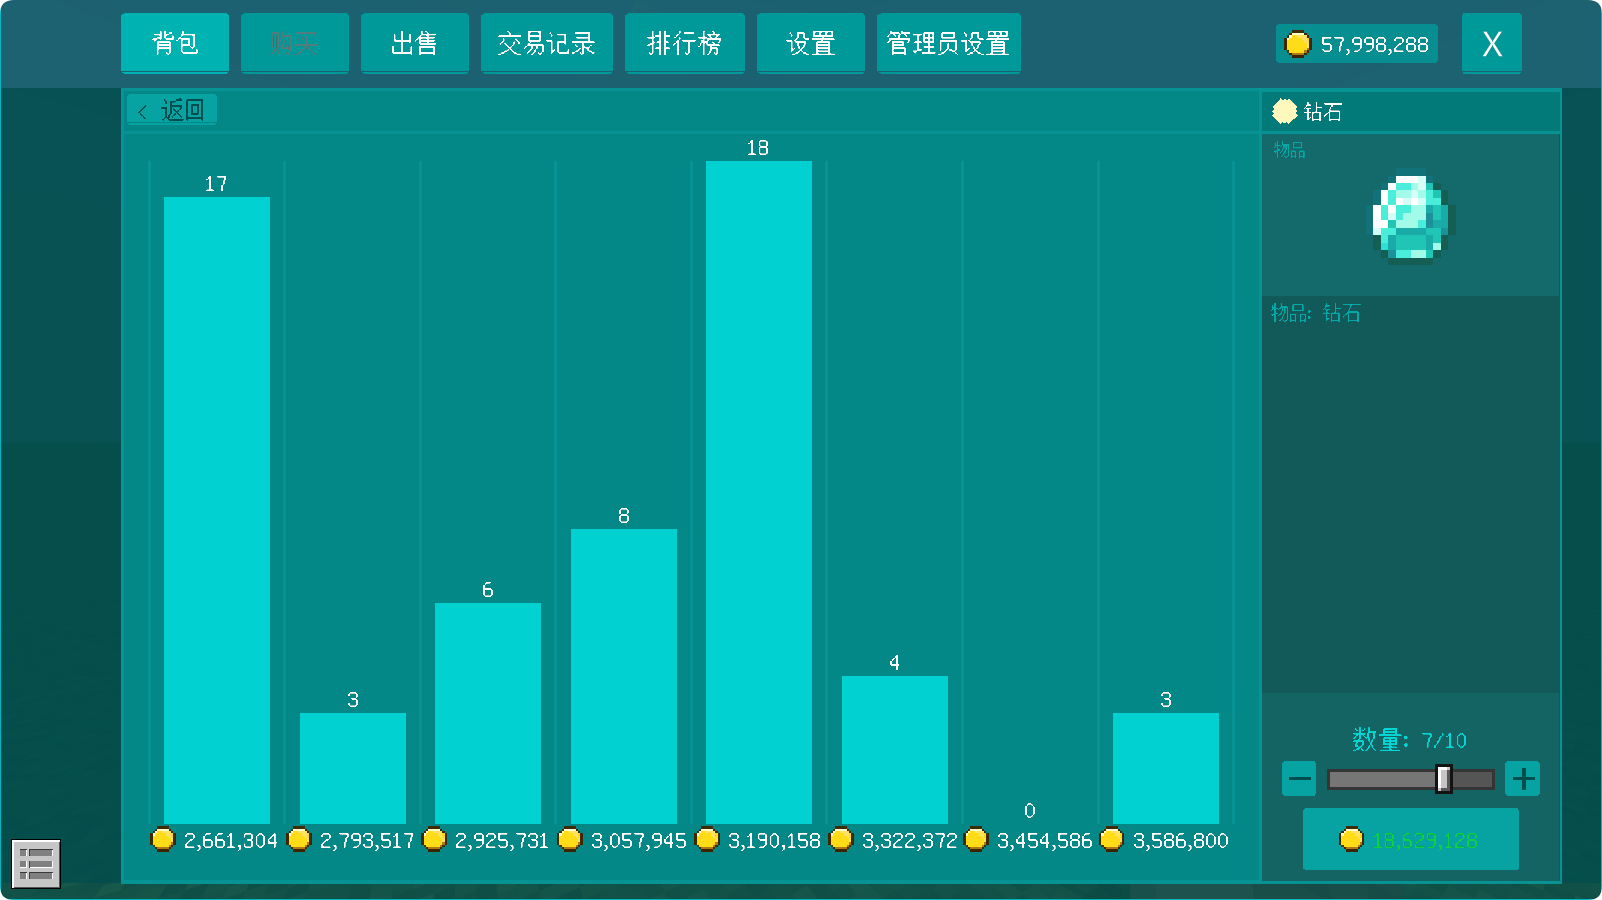 背包 购买 出售 交易记录 排行榜 设置 管理员设置 57,998,288 X
< 返回 钻石
物品
物品: 钻石
17 3 6 8 18 4 0 3
2,661,304 2,793,517 2,925,731 3,057,945 3,190,158 3,322,372 3,454,586 3,586,800
数量: 7/10
18,629,128